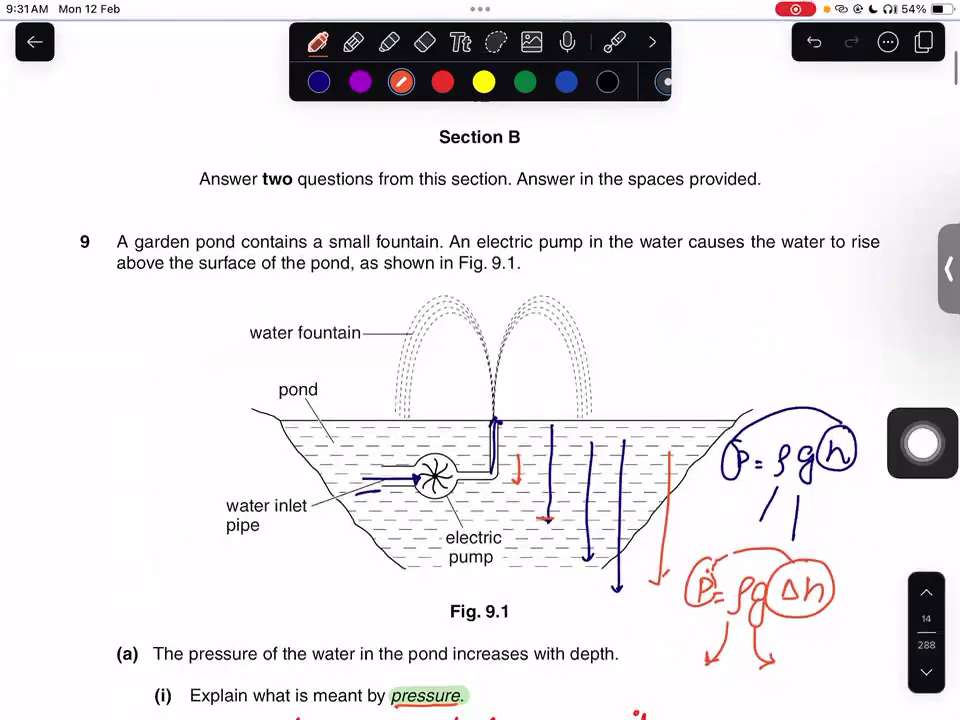 9:31AM Mon 12 Feb
54%
Tt
Section B
Answer two questions from this section. Answer in the spaces provided.
9 A garden pond contains a small fountain. An electric pump in the water causes the water to rise
above the surface of the pond, as shown in Fig. 9.1.
water fountain
pond
water inlet
pipe
electric
pump
P = ρgh
P = ρgΔh
Fig. 9.1
14
288
(a) The pressure of the water in the pond increases with depth.
(i) Explain what is meant by pressure.